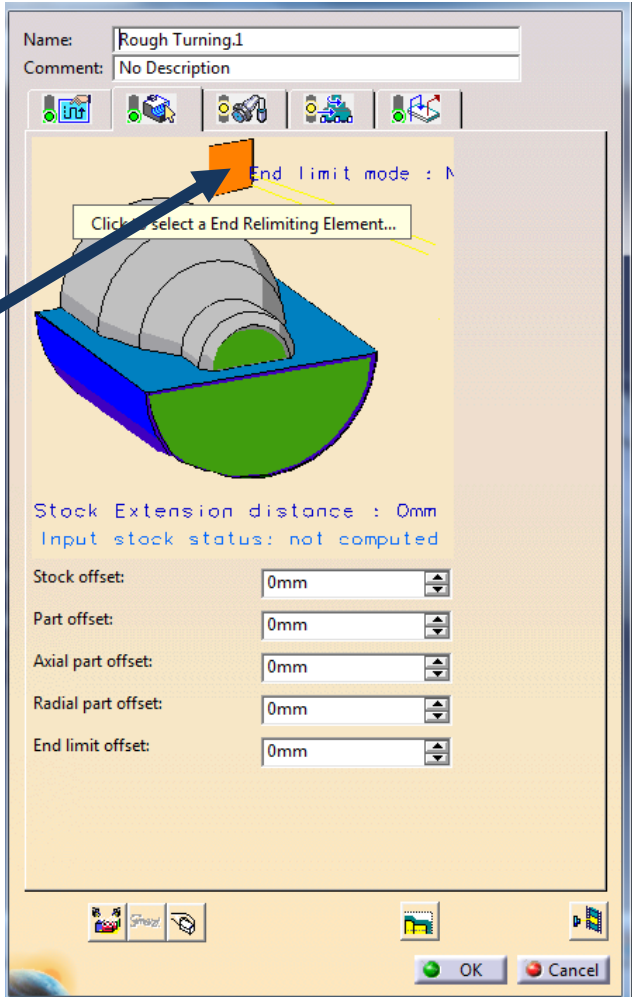 Name: Rough Turning.1
Comment: No Description
End limit mode : N
Click to select a End Relimiting Element...
Stock Extension distance : 0mm
Input stock status: not computed
Stock offset: 0mm
Part offset: 0mm
Axial part offset: 0mm
Radial part offset: 0mm
End limit offset: 0mm
OK Cancel